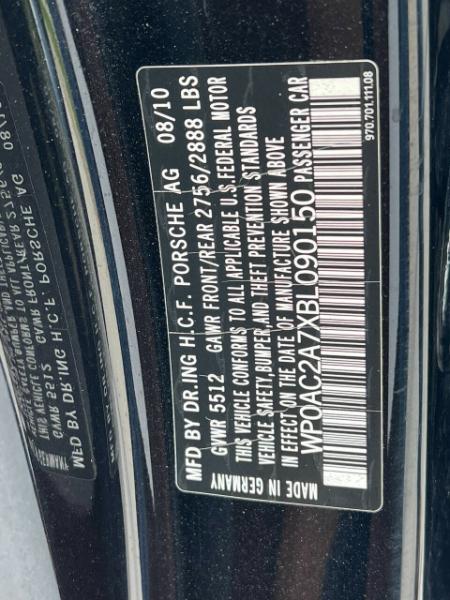 MFD BY DR.ING H.C.F. PORSCHE AG 08/10
GVWR 5512 GAWR FRONT/REAR 2756/2888 LBS
THIS VEHICLE CONFORMS TO ALL APPLICABLE U.S.FEDERAL MOTOR
VEHICLE SAFETY,BUMPER,AND THEFT PREVENTION STANDARDS
IN EFFECT ON THE DATE OF MANUFACTURE SHOWN ABOVE
WP0AC2A7XBL090150 PASSENGER CAR
MADE IN GERMANY
970.701.111.08